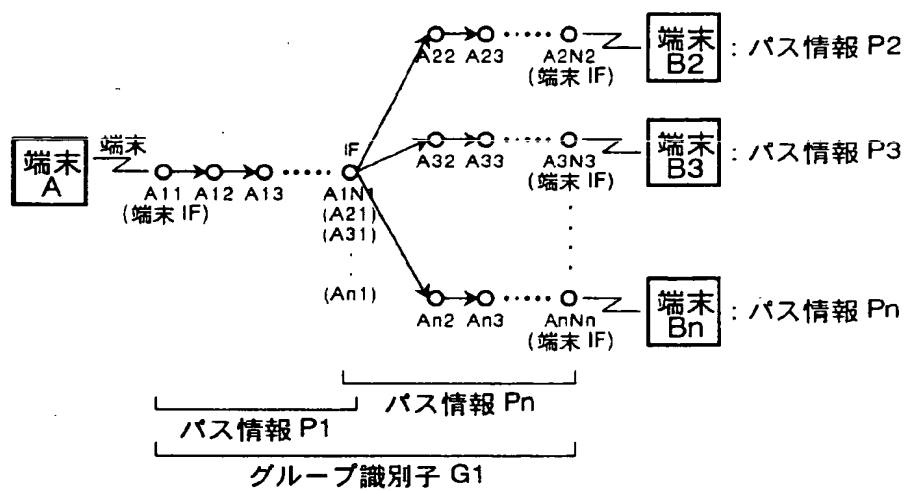 A22 A23 A2N2
(端末 IF)
端末
B2
: パス情報 P2
端末
A
端末
A11 A12 A13
(端末 IF)
IF
A1N1
(A21)
(A31)
(An1)
A32 A33 A3N3
(端末 IF)
端末
B3
: パス情報 P3
An2 An3 AnNn
(端末 IF)
端末
Bn
: パス情報 Pn
パス情報 Pn
パス情報 P1
グループ識別子 G1